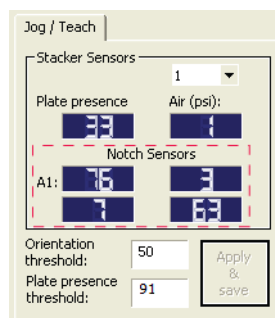 Jog / Teach
Stacker Sensors
1
Plate presence Air (psi):
33 1
Notch Sensors
A1: 76 3
7 63
Orientation threshold: 50
Plate presence threshold: 91
Apply & save